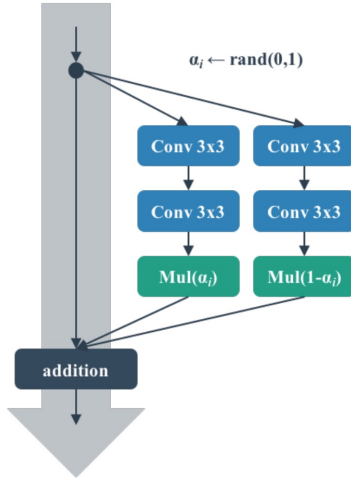 αᵢ ← rand(0,1)
Conv 3x3
Conv 3x3
Conv 3x3
Conv 3x3
Mul(αᵢ)
Mul(1-αᵢ)
addition